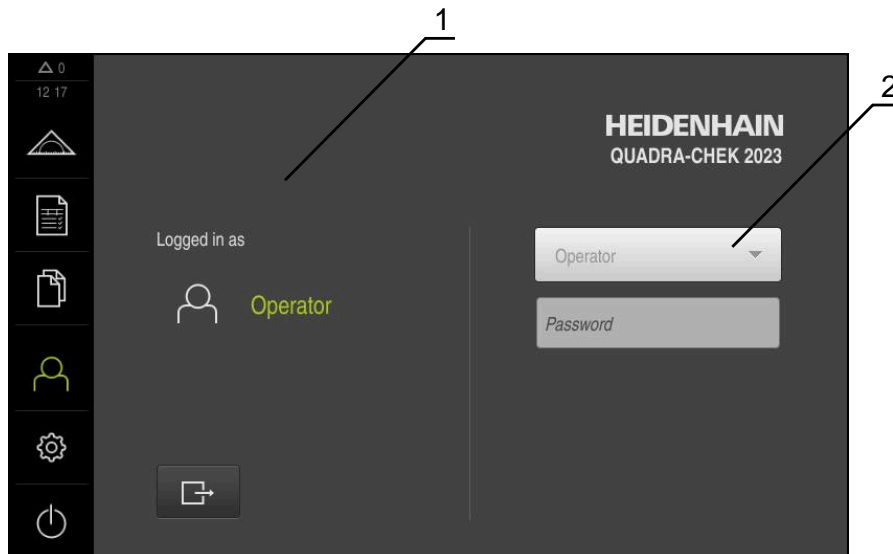 1
2
△ 0
12 17
HEIDENHAIN
QUADRA-CHEK 2023
Logged in as
Operator
Operator
Password